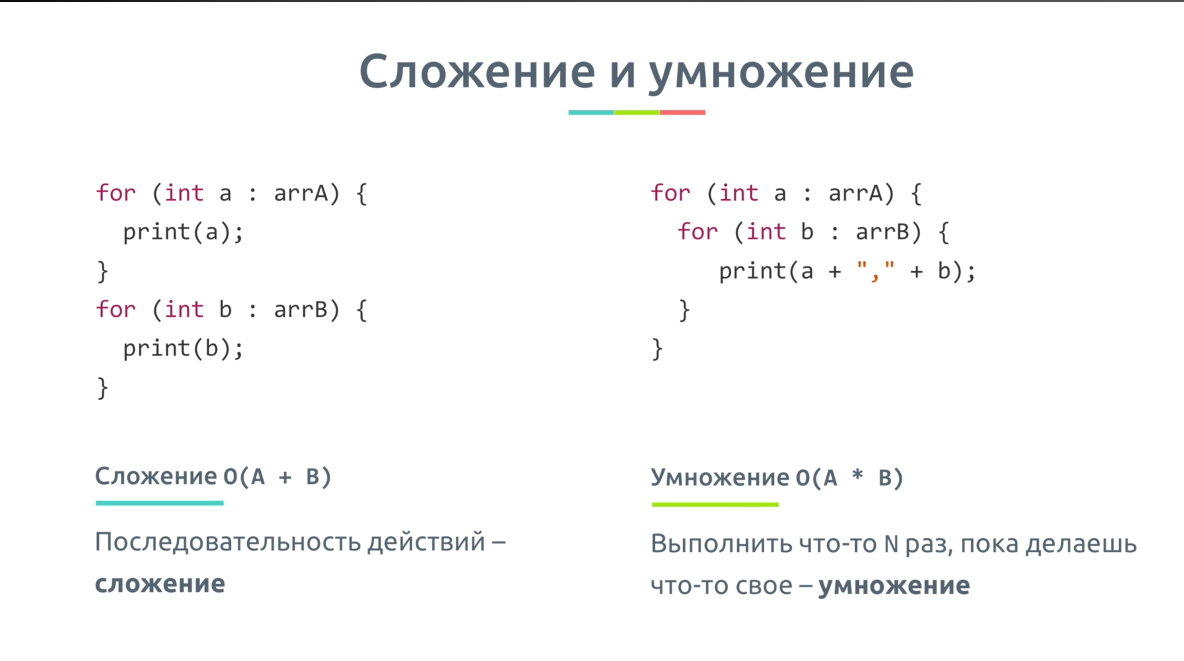 Сложение и умножение
for (int a : arrA) {
  print(a);
}
for (int b : arrB) {
  print(b);
}
Сложение O(A + B)
Последовательность действий –
сложение
for (int a : arrA) {
  for (int b : arrB) {
     print(a + "," + b);
  }
}
Умножение O(A * B)
Выполнить что-то N раз, пока делаешь
что-то свое – умножение